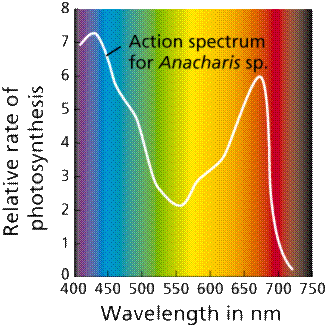 8
7
6
5
4
3
2
1
0
Relative rate of
photosynthesis
Action spectrum
for Anacharis sp.
400 450 500 550 600 650 700 750
Wavelength in nm